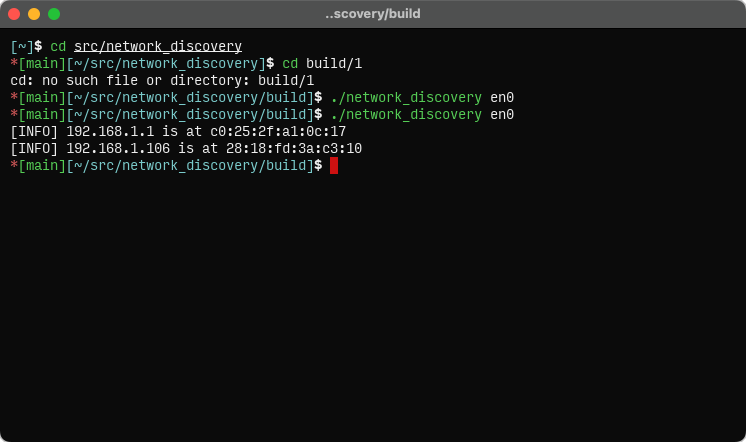 ..scovery/build
[~]$ cd src/network_discovery
*[main][~/src/network_discovery]$ cd build/1
cd: no such file or directory: build/1
*[main][~/src/network_discovery/build]$ ./network_discovery en0
*[main][~/src/network_discovery/build]$ ./network_discovery en0
[INFO] 192.168.1.1 is at c0:25:2f:a1:0c:17
[INFO] 192.168.1.106 is at 28:18:fd:3a:c3:10
*[main][~/src/network_discovery/build]$